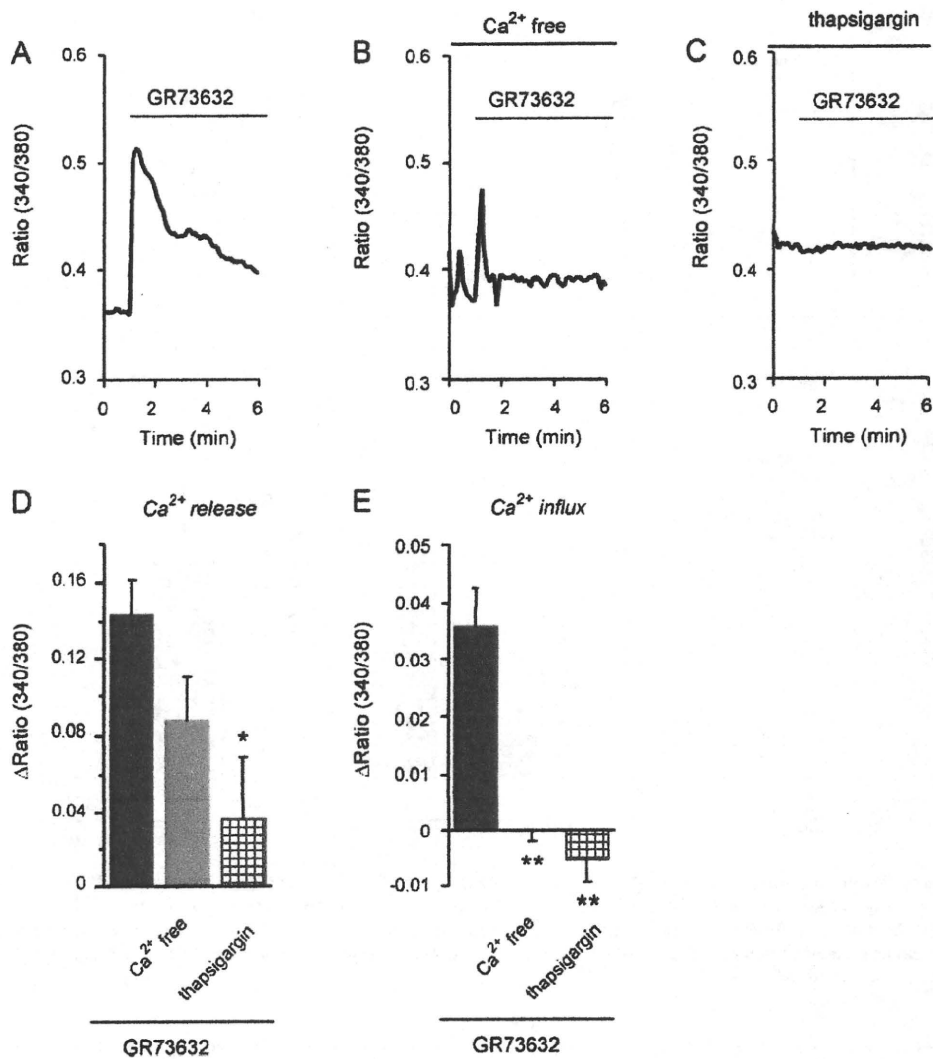 A
GR73632
0.6
0.5
0.4
0.3
Ratio (340/380)
0 2 4 6
Time (min)
B
Ca²⁺ free
GR73632
0.6
0.5
0.4
0.3
Ratio (340/380)
0 2 4 6
Time (min)
C
thapsigargin
GR73632
0.6
0.5
0.4
0.3
Ratio (340/380)
0 2 4 6
Time (min)
D
Ca²⁺ release
0.16
0.12
0.08
0.04
0
ΔRatio (340/380)
*
Ca²⁺ free
thapsigargin
GR73632
E
Ca²⁺ influx
0.05
0.04
0.03
0.02
0.01
0
-0.01
ΔRatio (340/380)
**
**
Ca²⁺ free
thapsigargin
GR73632